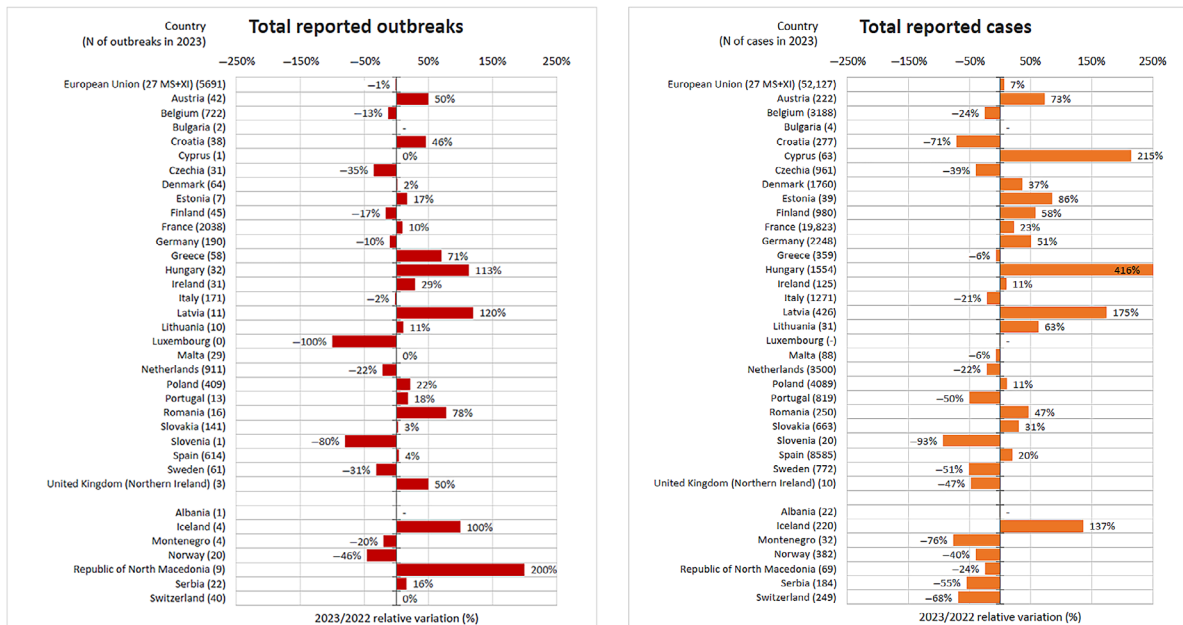 Country
(N of outbreaks in 2023)
Total reported outbreaks
−250% −150% −50% 50% 150% 250%
European Union (27 MS+XI) (5691) −1%
Austria (42) 50%
Belgium (722) −13%
Bulgaria (2) -
Croatia (38) 46%
Cyprus (1) 0%
Czechia (31) −35%
Denmark (64) 2%
Estonia (7) 17%
Finland (45) −17%
France (2038) 10%
Germany (190) −10%
Greece (58) 71%
Hungary (32) 113%
Ireland (31) 29%
Italy (171) −2%
Latvia (11) 120%
Lithuania (10) 11%
Luxembourg (0) −100%
Malta (29) 0%
Netherlands (911) −22%
Poland (409) 22%
Portugal (13) 18%
Romania (16) 78%
Slovakia (141) 3%
Slovenia (1) −80%
Spain (614) 4%
Sweden (61) −31%
United Kingdom (Northern Ireland) (3) 50%
Albania (1) -
Iceland (4) 100%
Montenegro (4) −20%
Norway (20) −46%
Republic of North Macedonia (9) 200%
Serbia (22) 16%
Switzerland (40) 0%
2023/2022 relative variation (%)
Country
(N of cases in 2023)
Total reported cases
−250% −150% −50% 50% 150% 250%
European Union (27 MS+XI) (52,127) 7%
Austria (222) 73%
Belgium (3188) −24%
Bulgaria (4) -
Croatia (277) −71%
Cyprus (63) 215%
Czechia (961) −39%
Denmark (1760) 37%
Estonia (39) 86%
Finland (980) 58%
France (19,823) 23%
Germany (2248) 51%
Greece (359) −6%
Hungary (1554) 416%
Ireland (125) 11%
Italy (1271) −21%
Latvia (426) 175%
Lithuania (31) 63%
Luxembourg (-) -
Malta (88) −6%
Netherlands (3500) −22%
Poland (4089) 11%
Portugal (819) −50%
Romania (250) 47%
Slovakia (663) 31%
Slovenia (20) −93%
Spain (8585) 20%
Sweden (772) −51%
United Kingdom (Northern Ireland) (10) −47%
Albania (22) -
Iceland (220) 137%
Montenegro (32) −76%
Norway (382) −40%
Republic of North Macedonia (69) −24%
Serbia (184) −55%
Switzerland (249) −68%
2023/2022 relative variation (%)